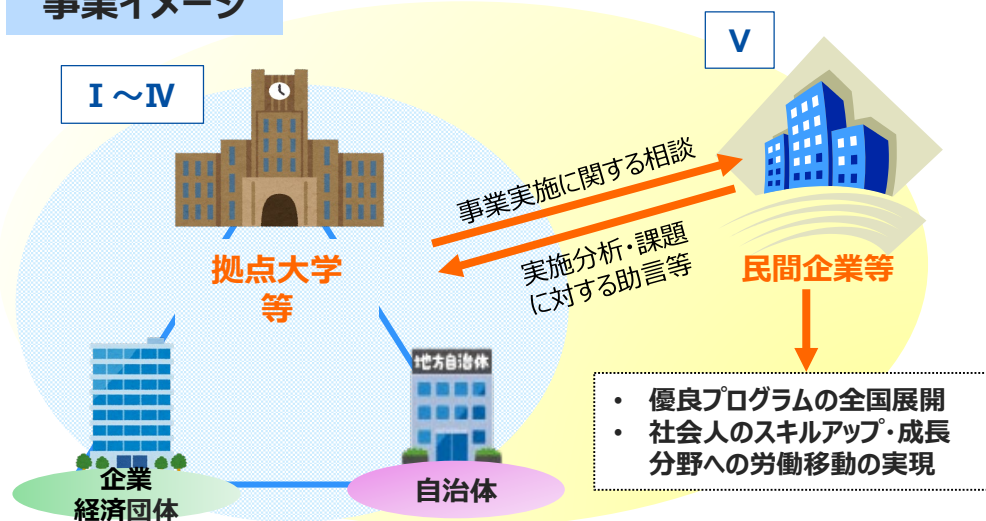 事業イメージ
Ⅴ
Ⅰ～Ⅳ
事業実施に関する相談
実施分析・課題
に対する助言等
拠点大学
等
民間企業等
地方自治体
・ 優良プログラムの全国展開
・ 社会人のスキルアップ・成長
分野への労働移動の実現
企業
経済団体
自治体